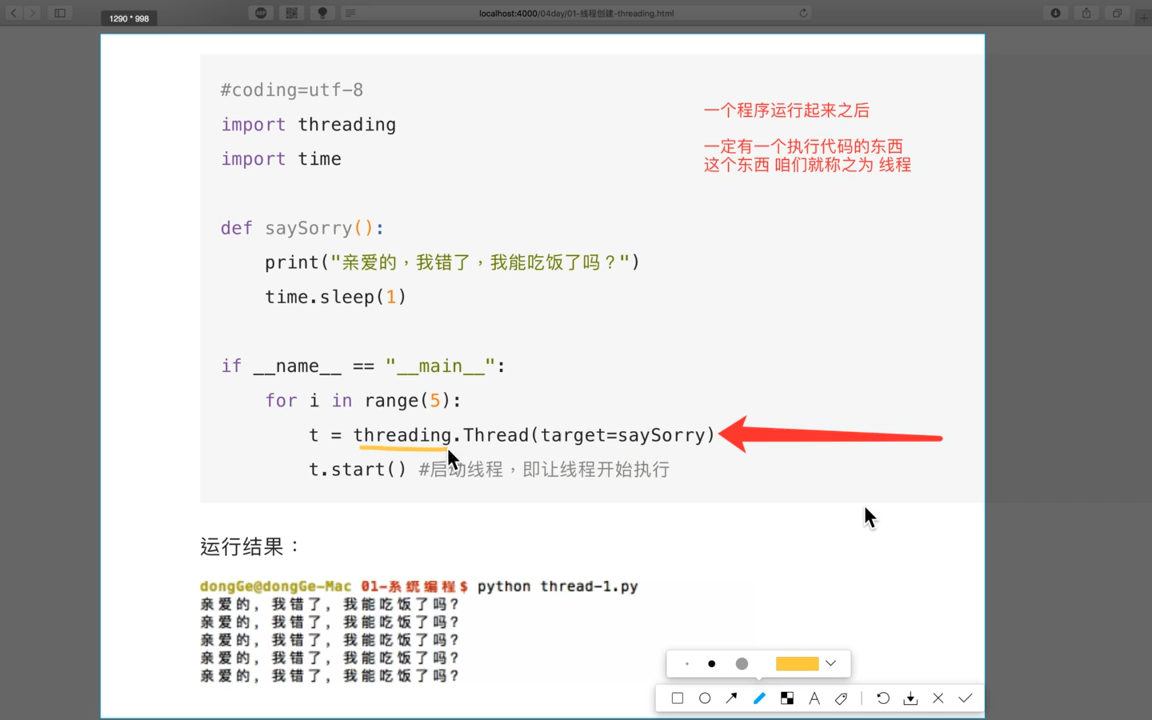 1290 * 998
localhost:4000/04day/01-线程创建-threading.html
#coding=utf-8
import threading
import time
一个程序运行起来之后
一定有一个执行代码的东西
这个东西 咱们就称之为 线程
def saySorry():
print("亲爱的，我错了，我能吃饭了吗？")
time.sleep(1)
if __name__ == "__main__":
for i in range(5):
t = threading.Thread(target=saySorry)
t.start() #启动线程，即让线程开始执行
运行结果：
dongGe@dongGe-Mac 01-系统编程$ python thread-1.py
亲爱的，我错了，我能吃饭了吗？
亲爱的，我错了，我能吃饭了吗？
亲爱的，我错了，我能吃饭了吗？
亲爱的，我错了，我能吃饭了吗？
亲爱的，我错了，我能吃饭了吗？